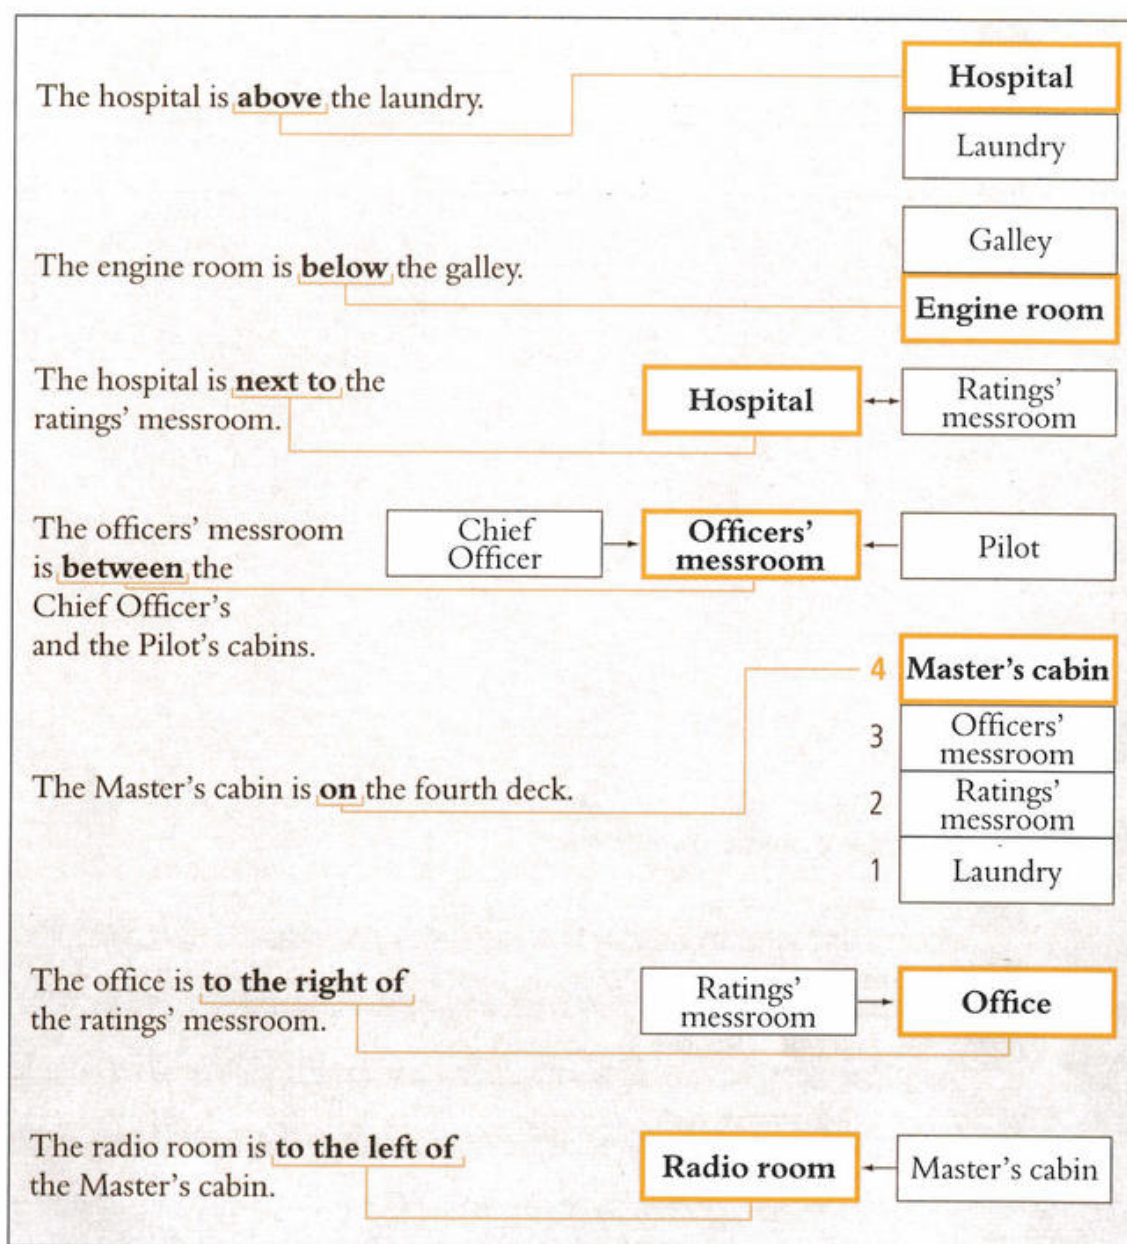 The hospital is above the laundry.
Hospital
Laundry
Galley
The engine room is below the galley.
Engine room
The hospital is next to the
ratings' messroom.
Hospital
Ratings'
messroom
The officers' messroom
is between the
Chief Officer's
and the Pilot's cabins.
Chief
Officer
Officers'
messroom
Pilot
The Master's cabin is on the fourth deck.
4 Master's cabin
3 Officers'
messroom
2 Ratings'
messroom
1 Laundry
The office is to the right of
the ratings' messroom.
Ratings'
messroom
Office
The radio room is to the left of
the Master's cabin.
Radio room
Master's cabin